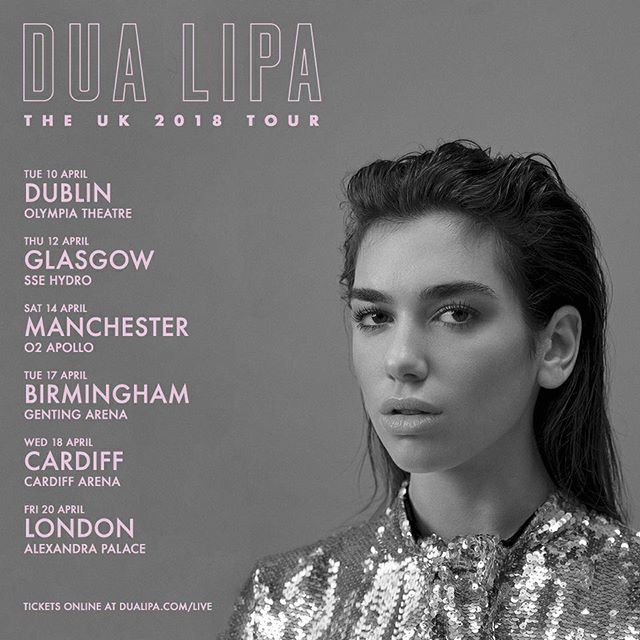 DUA LIPA
THE UK 2018 TOUR
TUE 10 APRIL
DUBLIN
OLYMPIA THEATRE
THU 12 APRIL
GLASGOW
SSE HYDRO
SAT 14 APRIL
MANCHESTER
O2 APOLLO
TUE 17 APRIL
BIRMINGHAM
GENTING ARENA
WED 18 APRIL
CARDIFF
CARDIFF ARENA
FRI 20 APRIL
LONDON
ALEXANDRA PALACE
TICKETS ONLINE AT DUALIPA.COM/LIVE